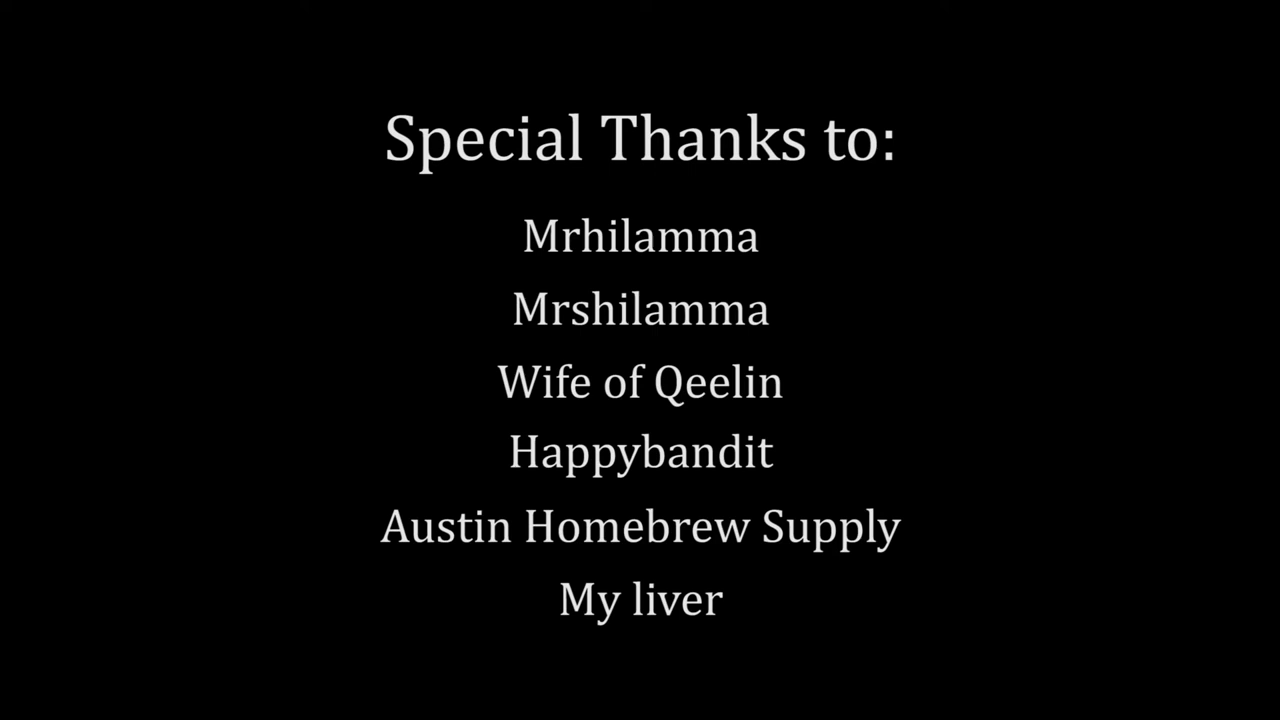 Special Thanks to:
Mrhilamma
Mrshilamma
Wife of Qeelin
Happybandit
Austin Homebrew Supply
My liver